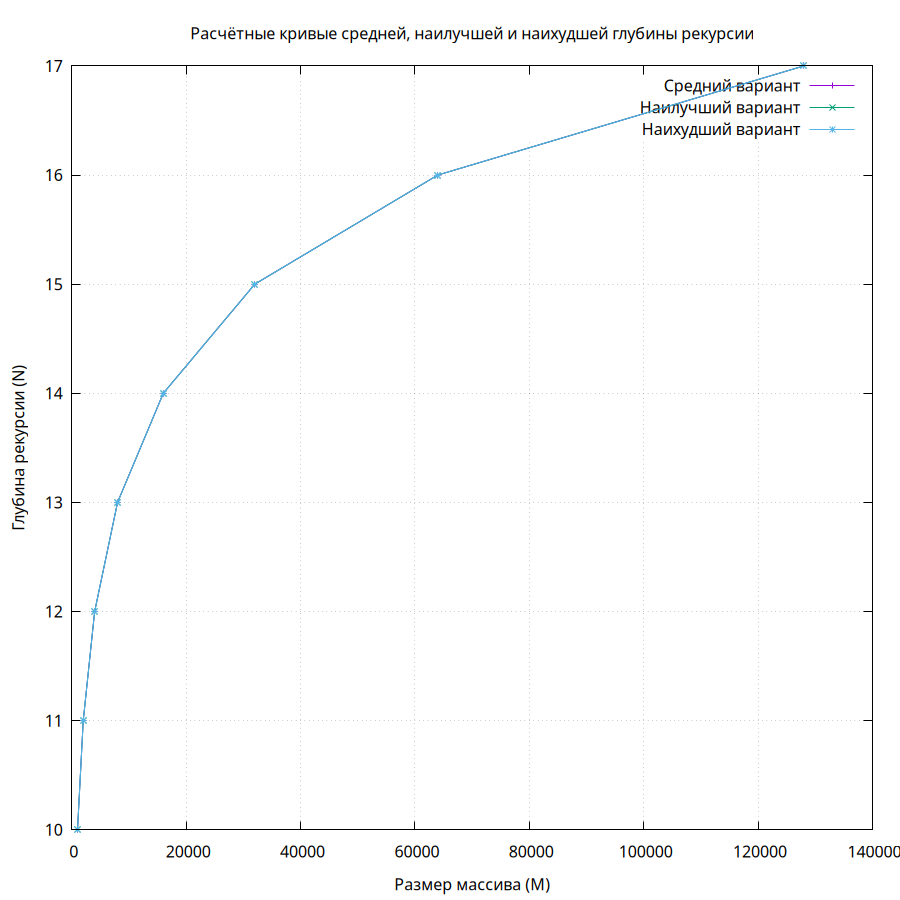 Расчётные кривые средней, наилучшей и наихудшей глубины рекурсии
17
Средний вариант
Наилучший вариант
Наихудший вариант
16
15
14
13
12
11
10
Глубина рекурсии (N)
0 20000 40000 60000 80000 100000 120000 140000
Размер массива (M)